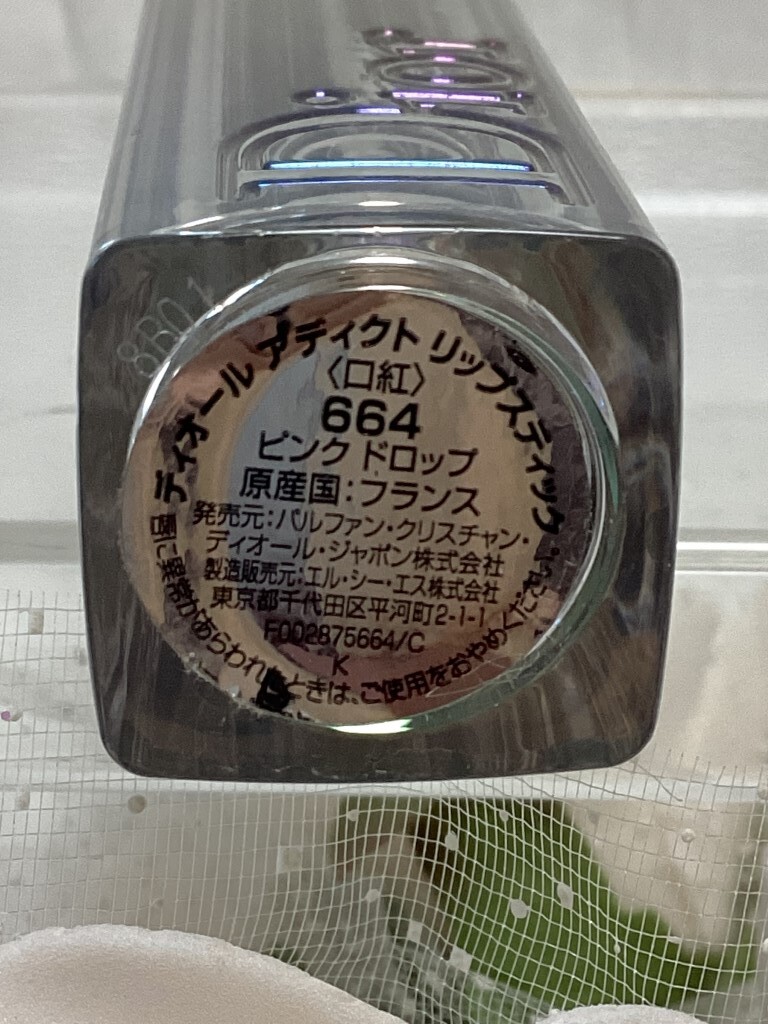 Dior
8B01
ディオール アディクト リップスティック
〈口紅〉
664
ピンク ドロップ
原産国：フランス
発売元：パルファン・クリスチャン・
ディオール・ジャポン株式会社
製造販売元：エル・シー・エス株式会社
東京都千代田区平河町2-1-1
F002875664/C
K
唇に異常があらわれたときは、ご使用をおやめください。